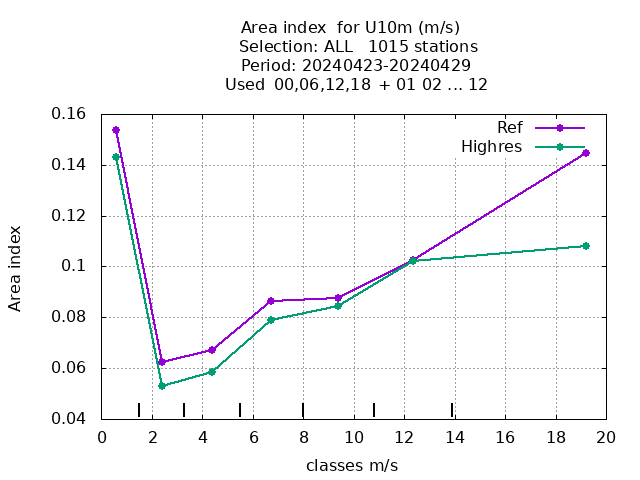 Area index  for U10m (m/s)
Selection: ALL   1015 stations
Period: 20240423-20240429
Used  00,06,12,18  + 01 02 ... 12
Ref
Highres
0.16
0.14
0.12
0.1
0.08
0.06
0.04
Area index
0 2 4 6 8 10 12 14 16 18 20
classes m/s